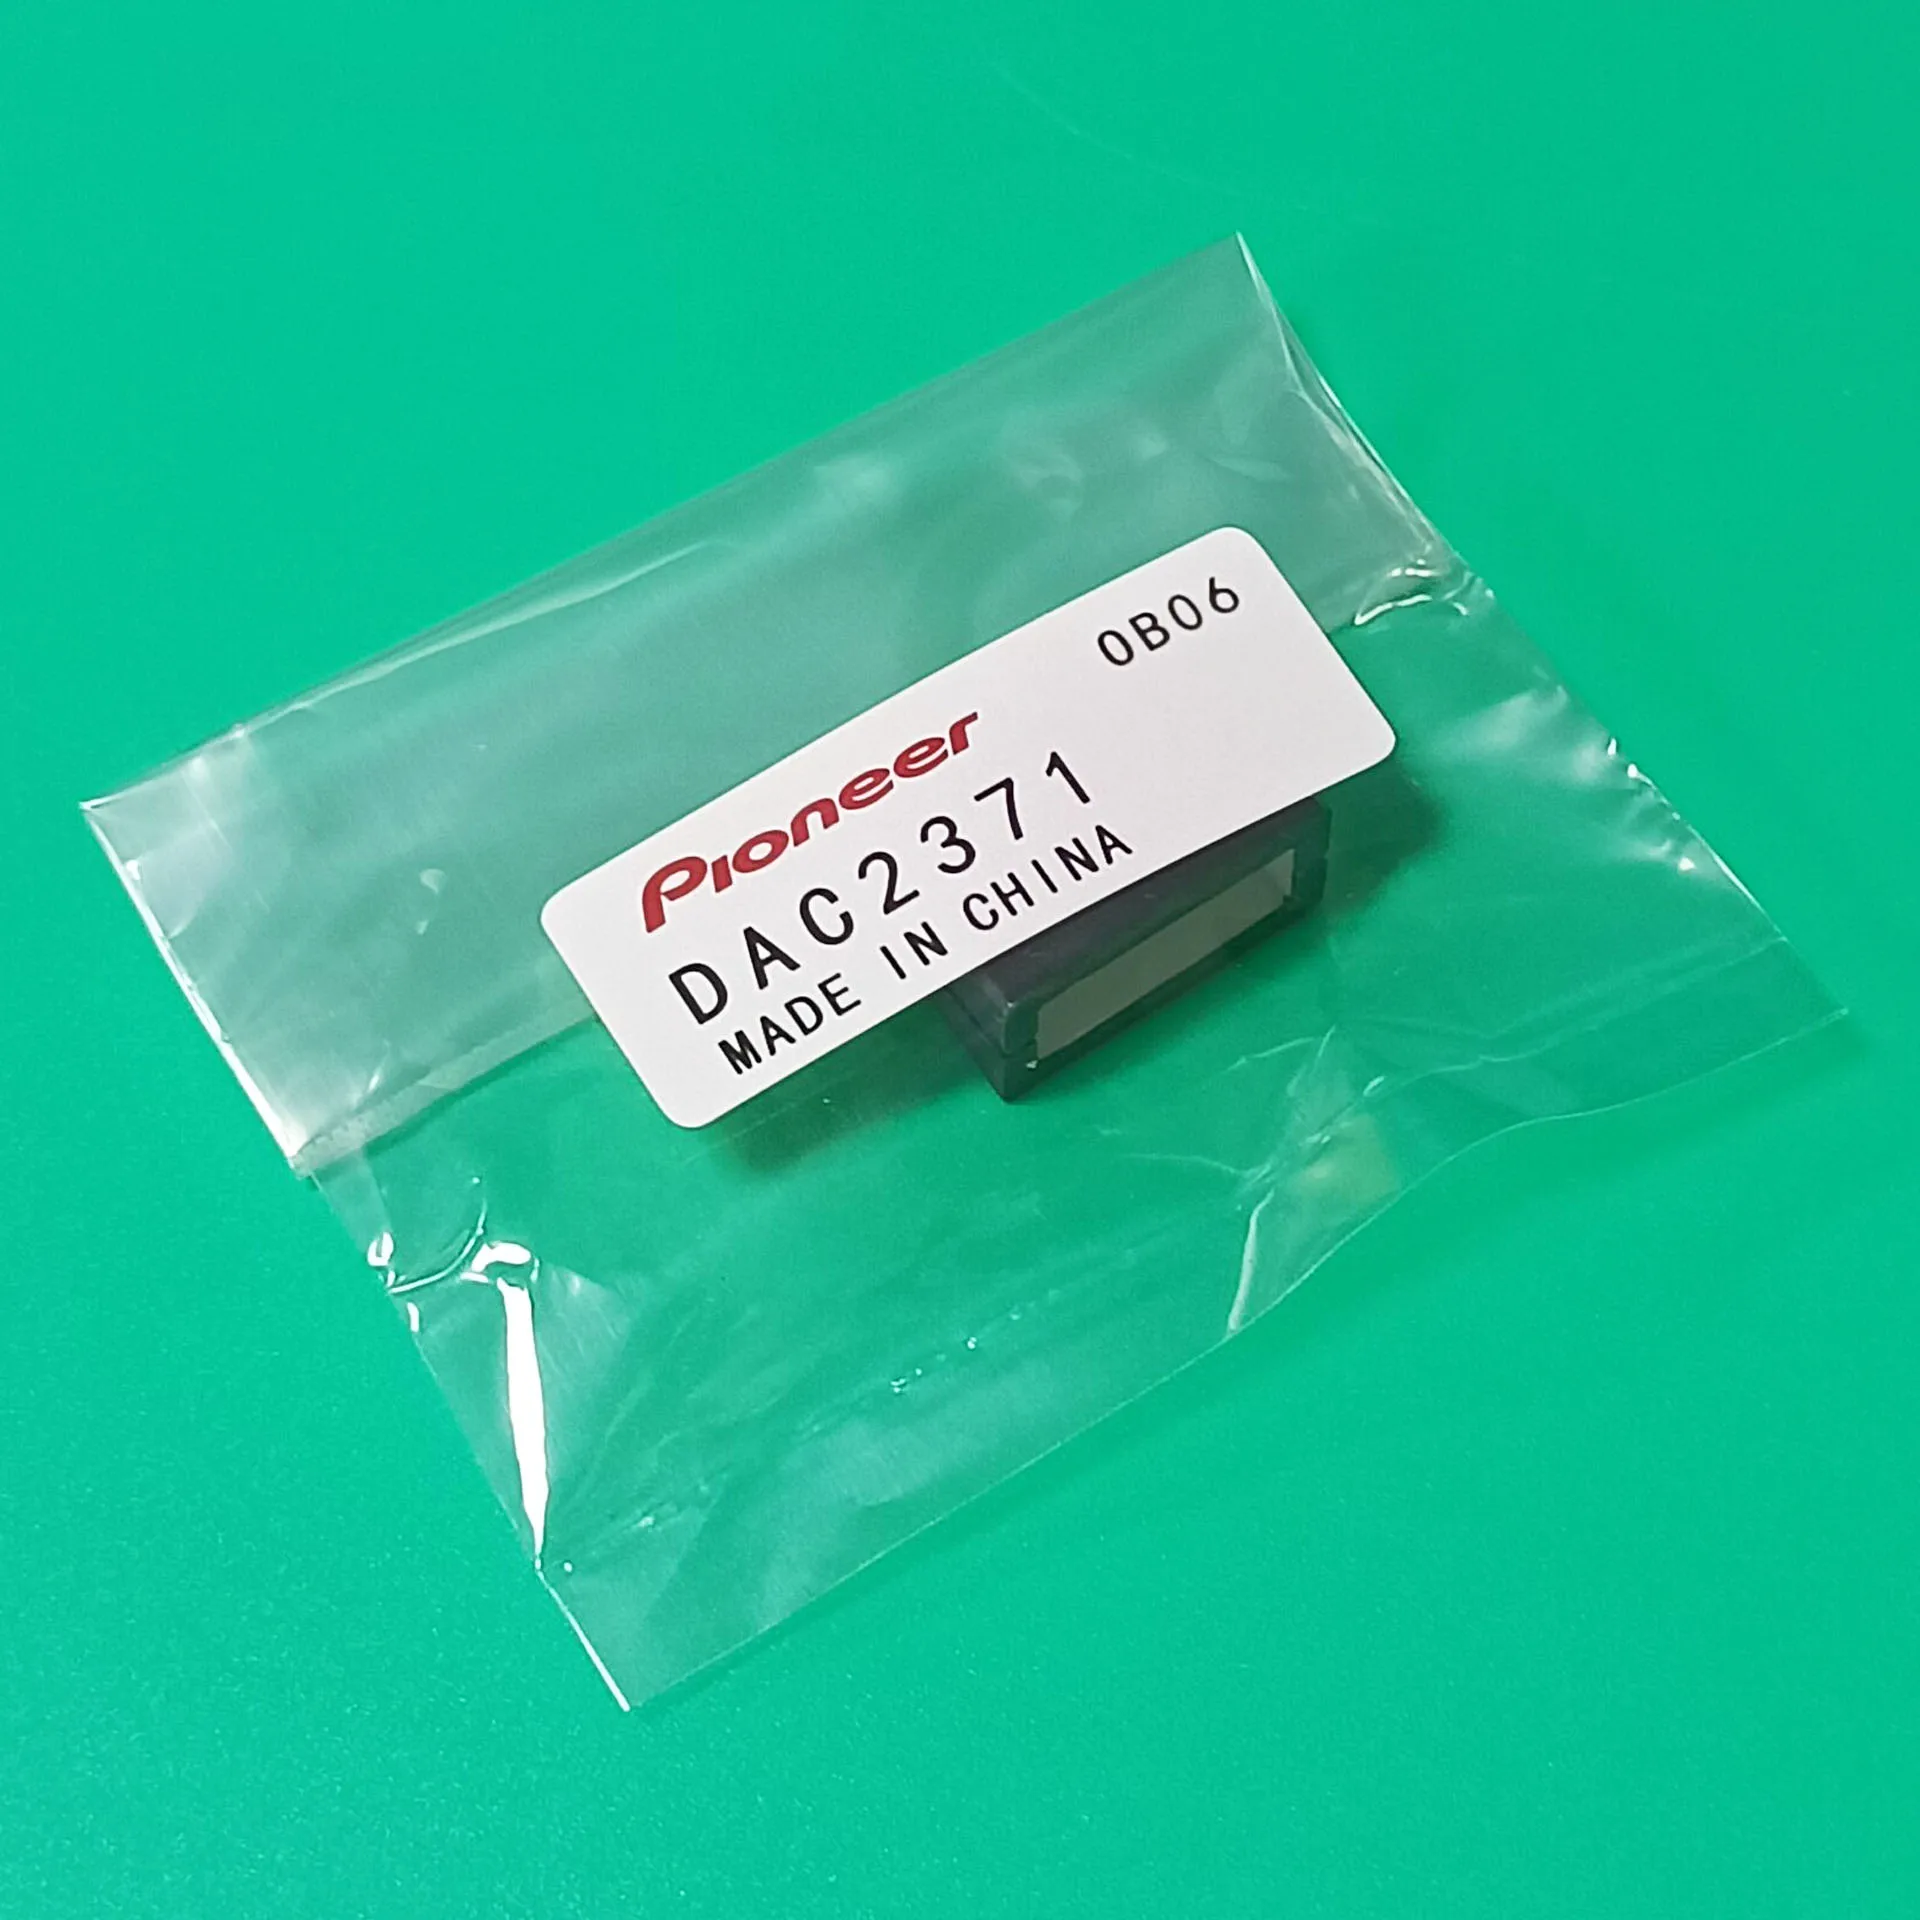 0B06
Pioneer
DAC2371
MADE IN CHINA